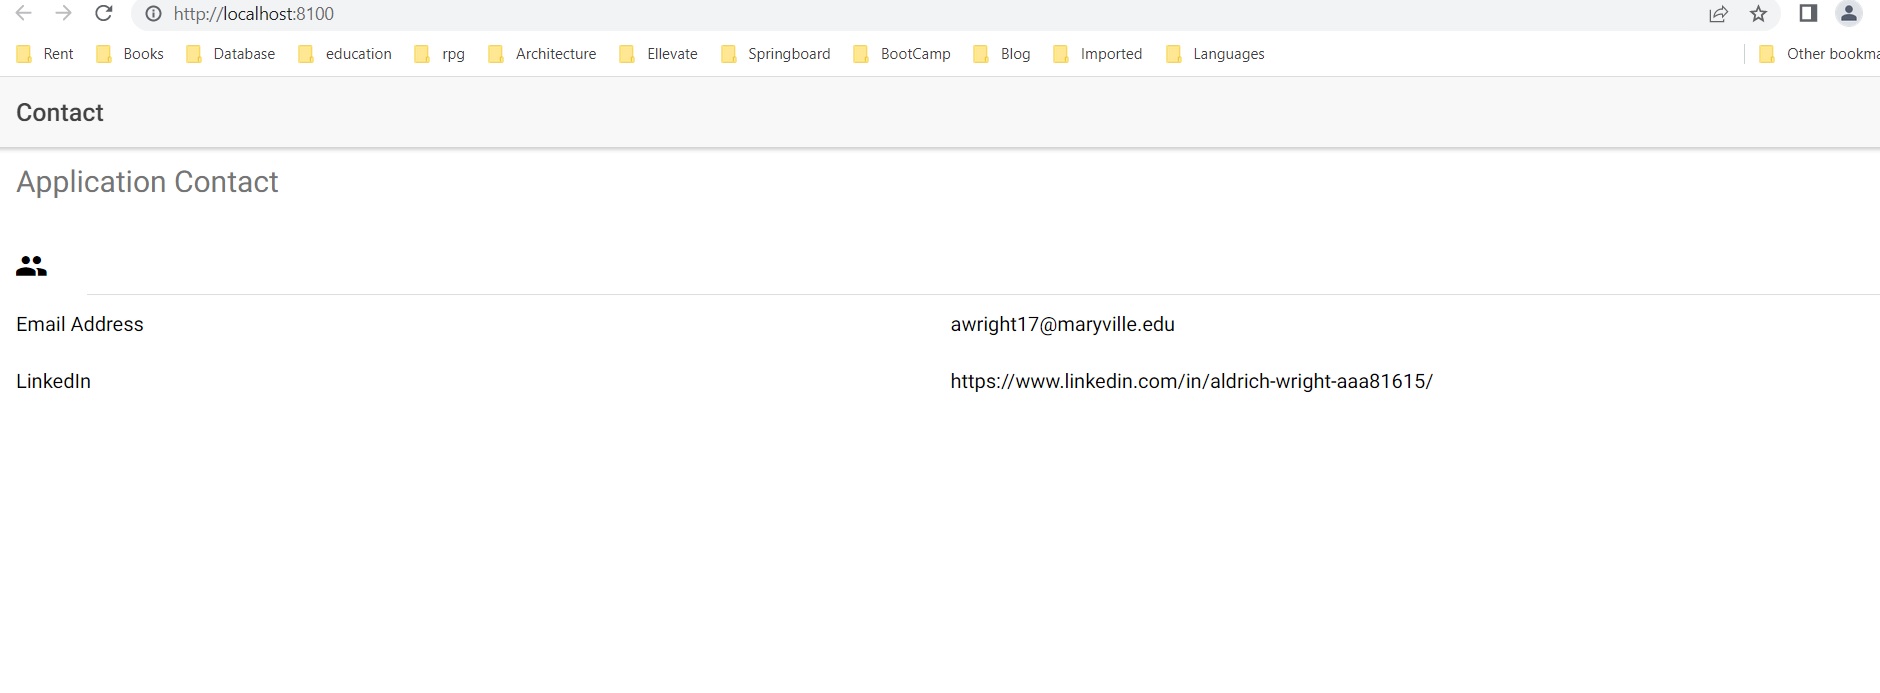 http://localhost:8100
Rent Books Database education rpg Architecture Ellevate Springboard BootCamp Blog Imported Languages Other bookma
Contact
Application Contact
Email Address awright17@maryville.edu
LinkedIn https://www.linkedin.com/in/aldrich-wright-aaa81615/